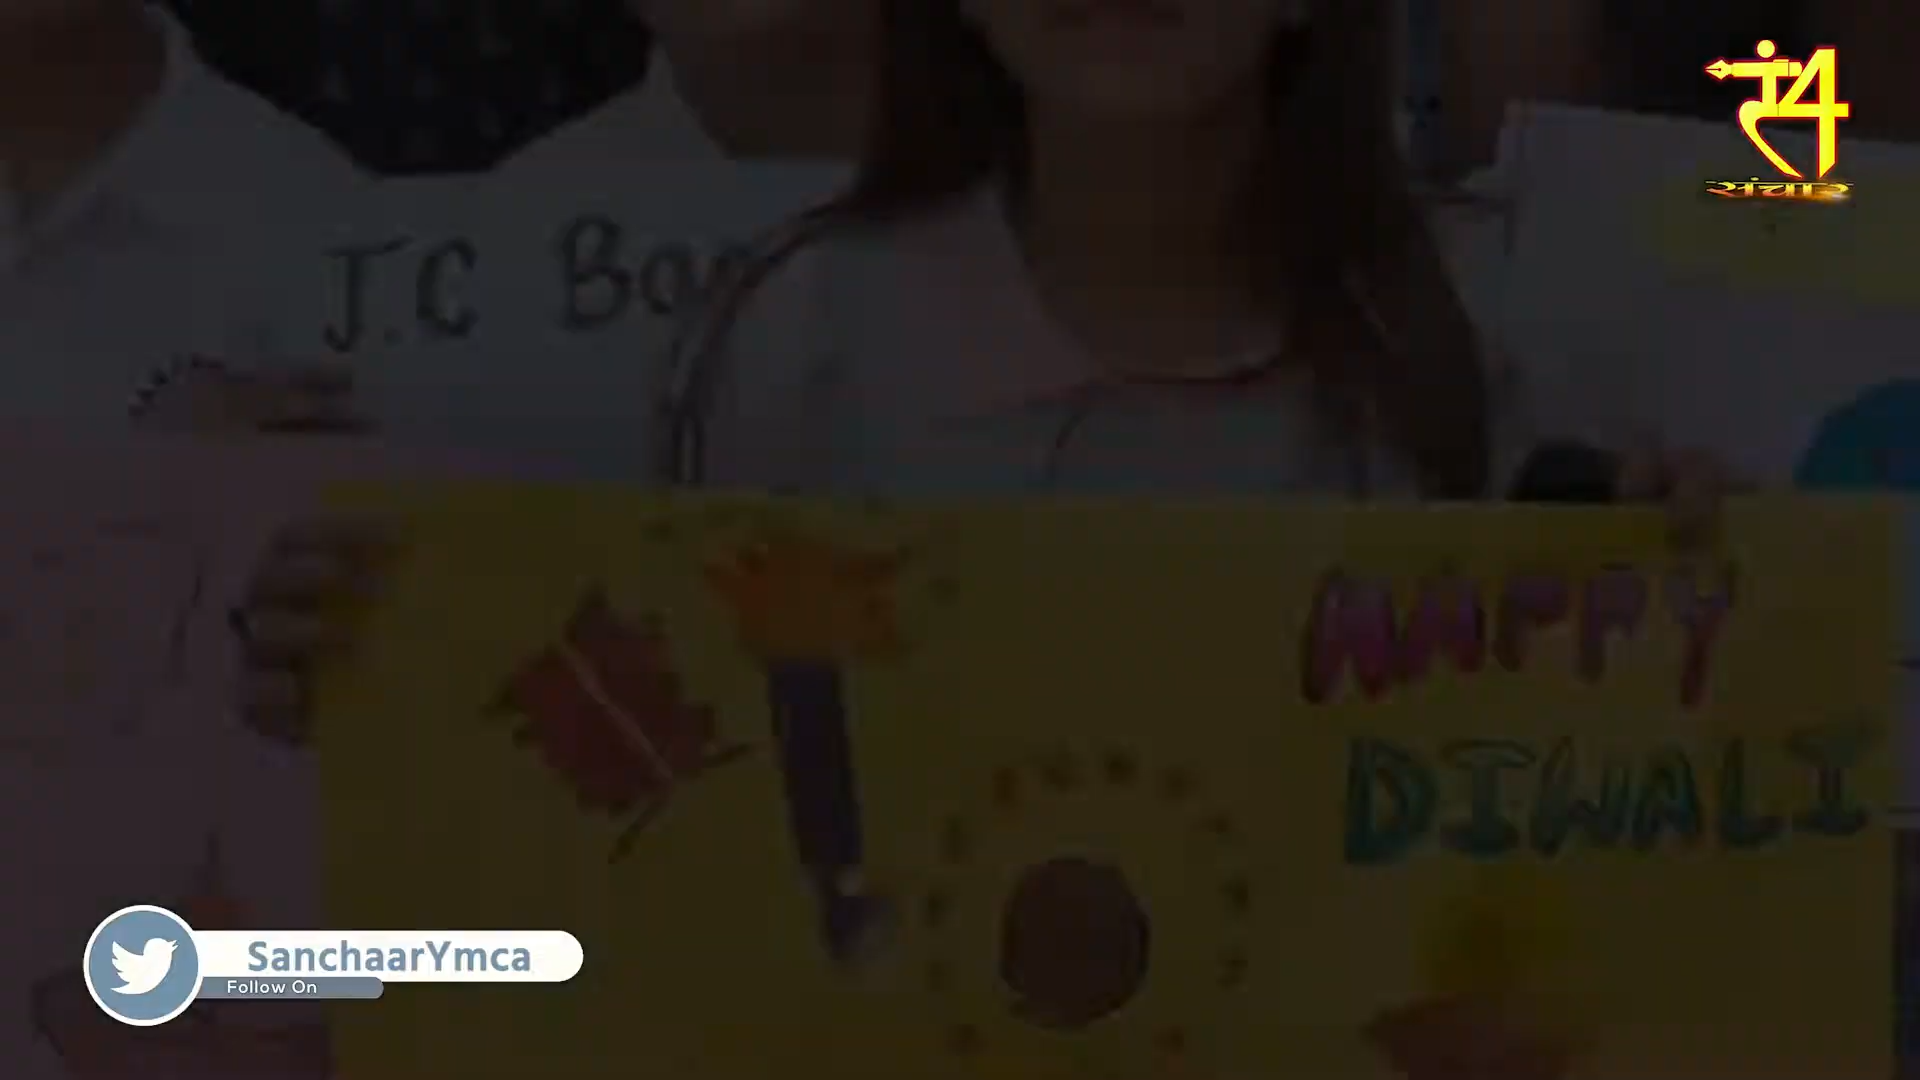 संचार
J.C Bo
HAPPY
DIWALI
SanchaarYmca
Follow On